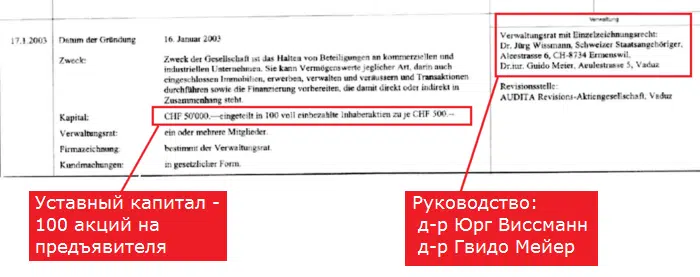 Verwaltung
17.1.2003 Datum der Gründung 16. Januar 2003
Zweck: Zweck der Gesellschaft ist das Halten von Beteiligungen an kommerziellen und
industriellen Unternehmen. Sie kann Vermögenswerte jeglicher Art, darin auch
eingeschlossen Immobilien, erwerben, verwalten und veräussern und Transaktionen
durchführen sowie die Finanzierung vorbereiten, die damit direkt oder indirekt in
Zusammenhang steht.
Kapital: CHF 50'000.—eingeteilt in 100 voll einbezahlte Inhaberaktien zu je CHF 500.--
Verwaltungsrat: ein oder mehrere Mitglieder.
Firmazeichnung: bestimmt der Verwaltungsrat.
Kundmachungen: in gesetzlicher Form.
Verwaltungsrat mit Einzelzeichnungsrecht:
Dr. Jürg Wissmann, Schweizer Staatsangehöriger,
6, CH-8734 Ermenswil,
Dr.iur. Guido Meier, Aeulestrasse 5, Vaduz
Revisionsstelle:
AUDITA Revisions-Aktiengesellschaft, Vaduz
Уставный капитал -
100 акций на
предъявителя
Руководство:
д-р Юрг Виссманн
д-р Гвидо Мейер